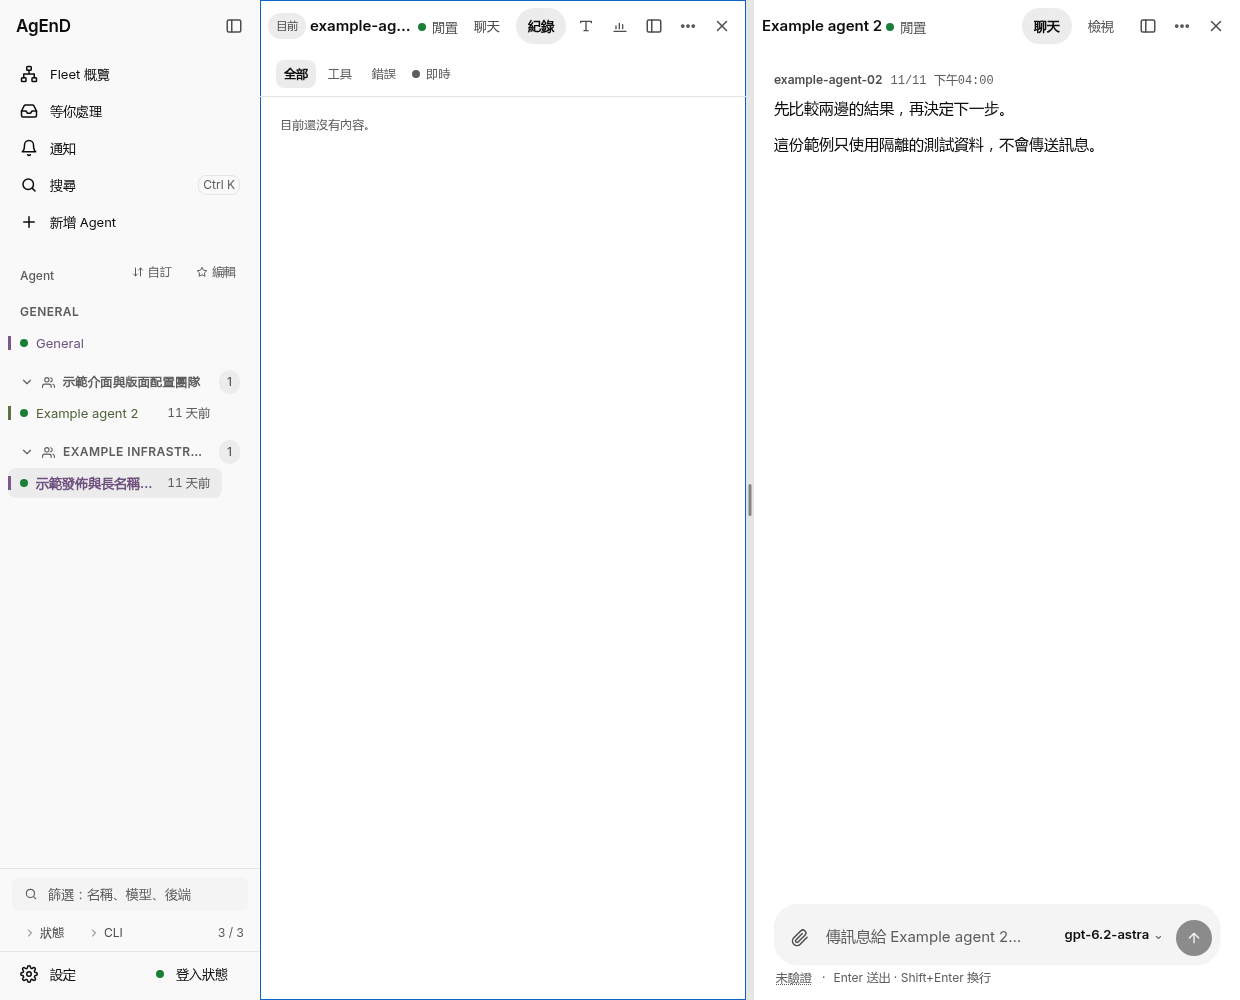 AgEnD
Fleet 概覽
等你處理
通知
搜尋 Ctrl K
新增 Agent
Agent 自訂 編輯
GENERAL
General
示範介面與版面配置團隊 1
Example agent 2 11 天前
EXAMPLE INFRASTR... 1
示範發佈與長名稱... 11 天前
篩選：名稱、模型、後端
狀態 CLI 3 / 3
設定 登入狀態
目前 example-ag... 閒置 聊天 紀錄
全部 工具 錯誤 即時
目前還沒有內容。
Example agent 2 閒置 聊天 檢視
example-agent-02 11/11 下午04:00
先比較兩邊的結果，再決定下一步。
這份範例只使用隔離的測試資料，不會傳送訊息。
傳訊息給 Example agent 2... gpt-6.2-astra
未驗證 · Enter 送出 · Shift+Enter 換行